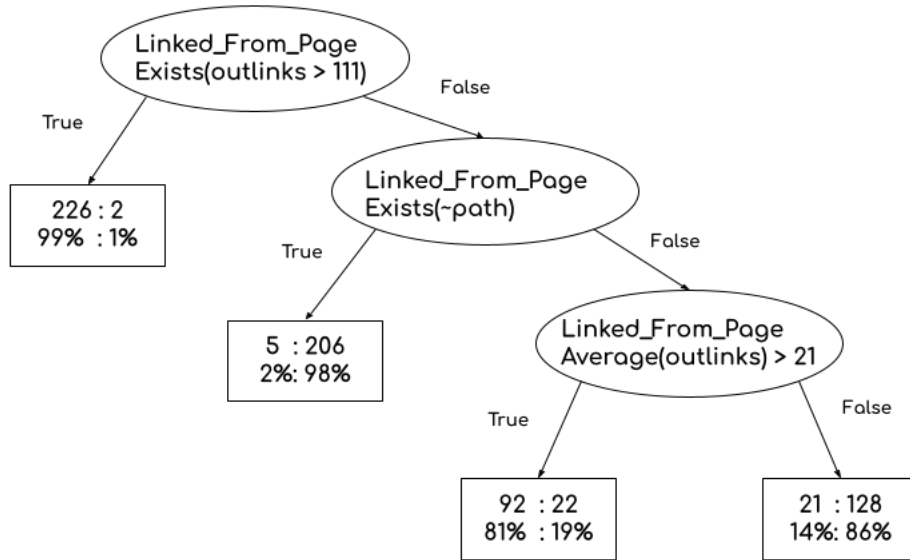 Linked_From_Page
Exists(outlinks > 111)
True
False
226 : 2
99% : 1%
Linked_From_Page
Exists(~path)
True
False
5 : 206
2%: 98%
Linked_From_Page
Average(outlinks) > 21
True
False
92 : 22
81% : 19%
21 : 128
14%: 86%